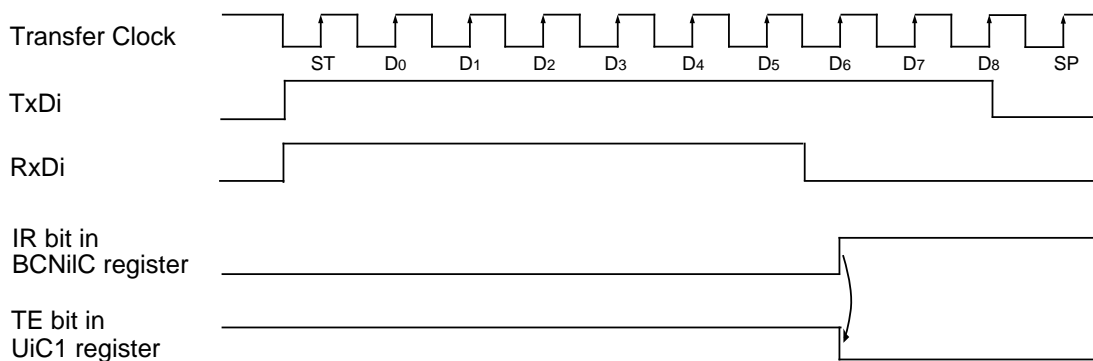 Transfer Clock
ST D0 D1 D2 D3 D4 D5 D6 D7 D8 SP
TxDi
RxDi
IR bit in
BCNiIC register
TE bit in
UiC1 register